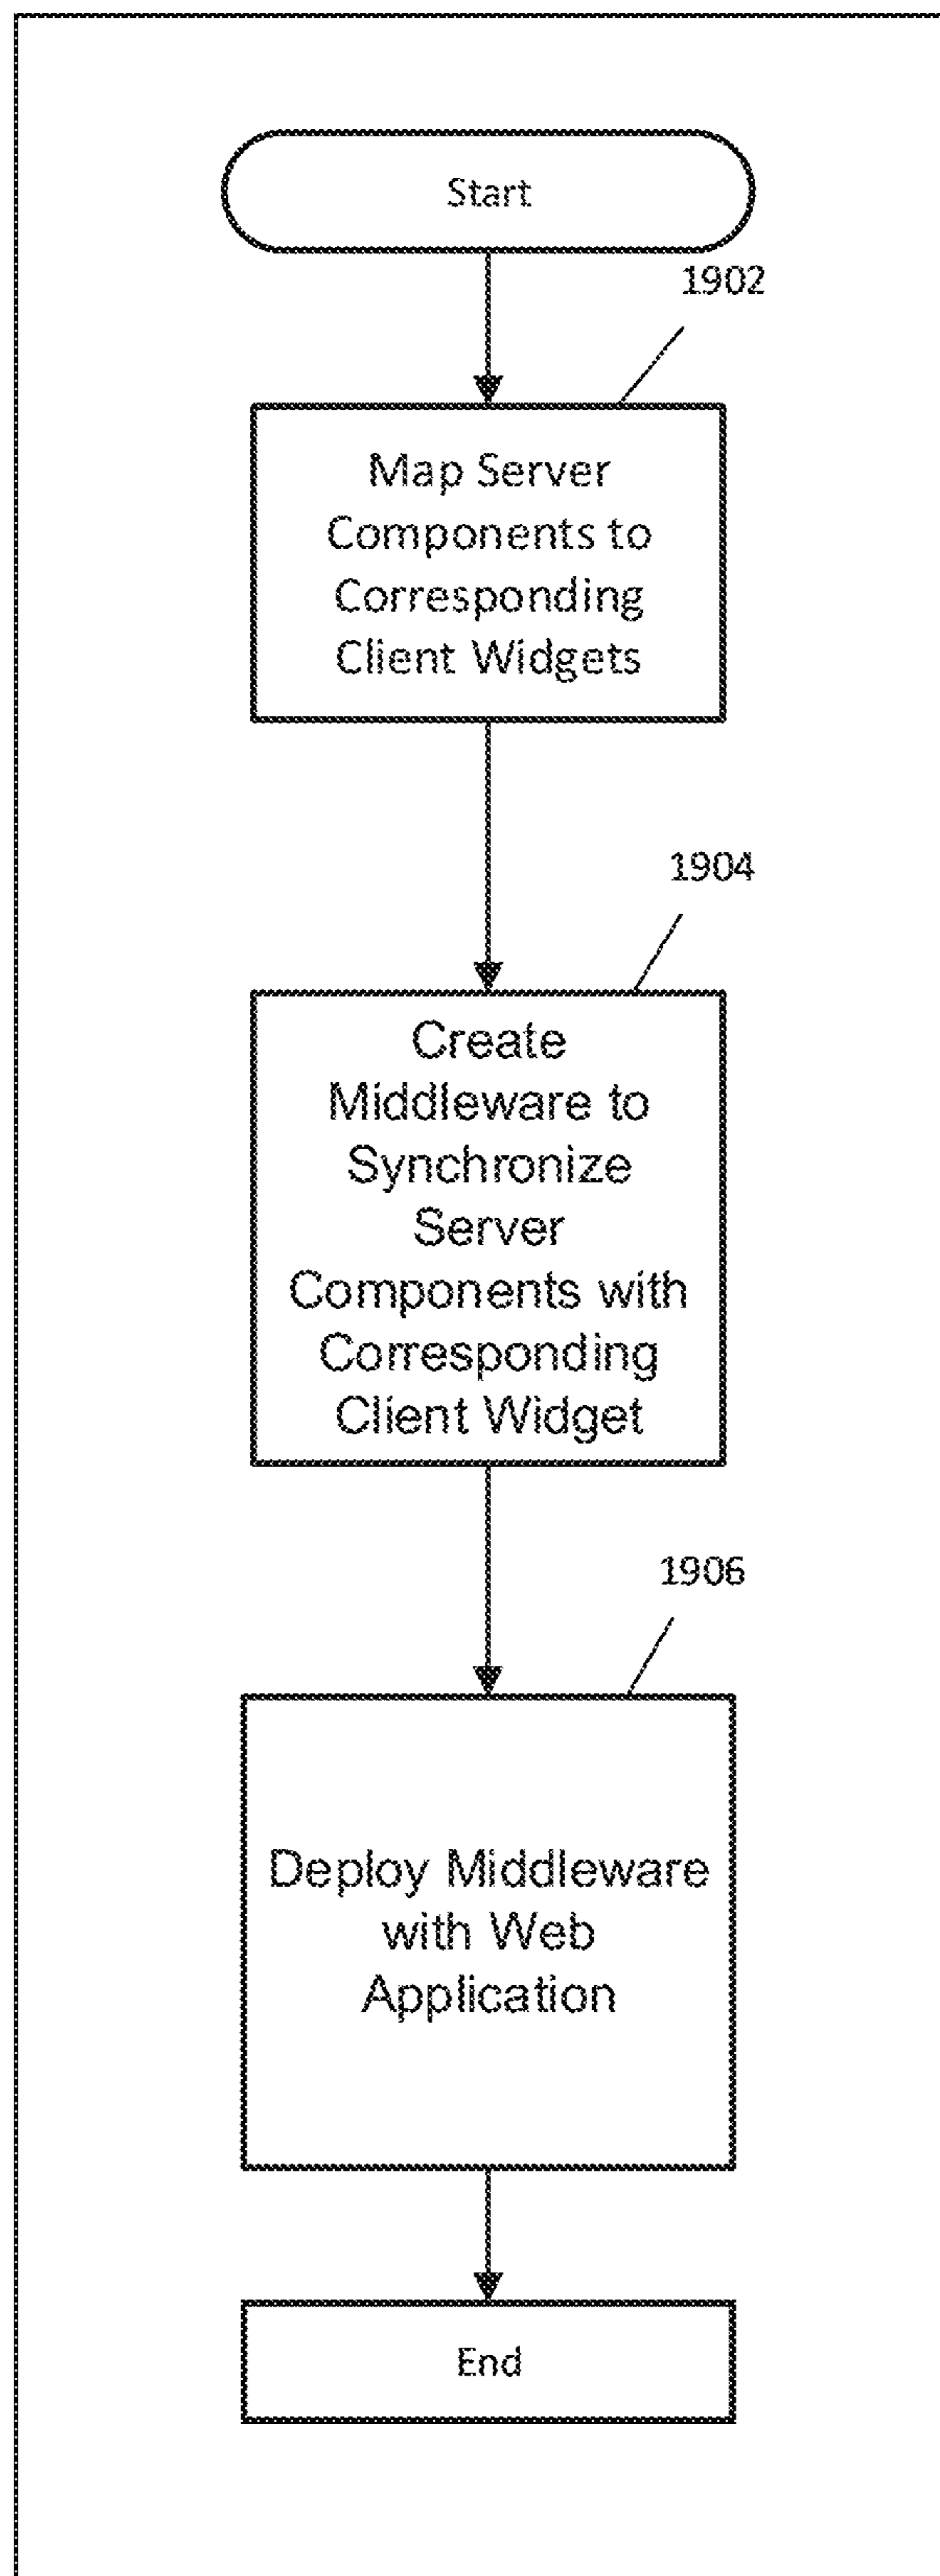 Start
1902
Map Server
Components to
Corresponding
Client Widgets
1904
Create
Middleware to
Synchronize
Server
Components with
Corresponding
Client Widget
1906
Deploy Middleware
with Web
Application
End